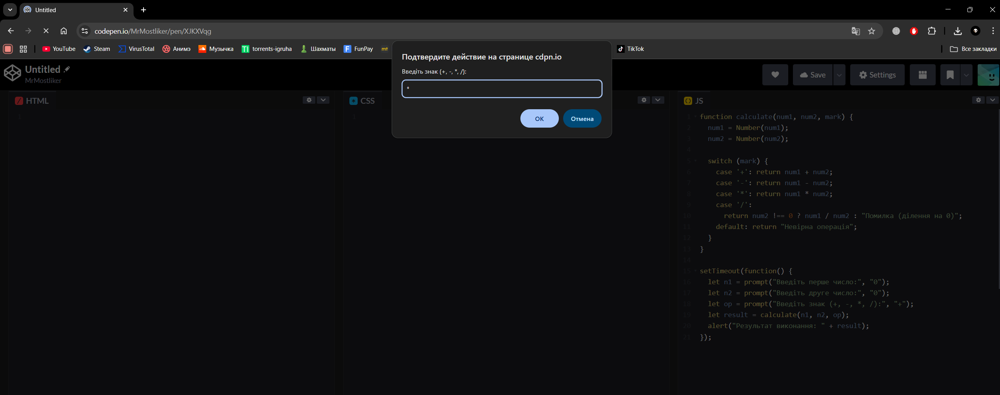 Untitled
codepen.io/MrMostliker/pen/XJKXVqg
YouTube Steam VirusTotal Анимэ Музычка torrents-igruha Шахматы FunPay mt TikTok Все закладки
Подтвердите действие на странице cdpn.io
Введіть знак (+, -, *, /):
*
ОК Отмена
Untitled
MrMostliker
Save Settings
HTML
1
CSS
1
JS
1 function calculate(num1, num2, mark) {
2 num1 = Number(num1);
3 num2 = Number(num2);
4
5 switch (mark) {
6 case '+': return num1 + num2;
7 case '-': return num1 - num2;
8 case '*': return num1 * num2;
9 case '/':
10 return num2 !== 0 ? num1 / num2 : "Помилка (ділення на 0)";
11 default: return "Невірна операція";
12 }
13 }
14
15 setTimeout(function() {
16 let n1 = prompt("Введіть перше число:", "0");
17 let n2 = prompt("Введіть друге число:", "0");
18 let op = prompt("Введіть знак (+, -, *, /):", "+");
19 let result = calculate(n1, n2, op);
20 alert("Результат виконання: " + result);
21 });